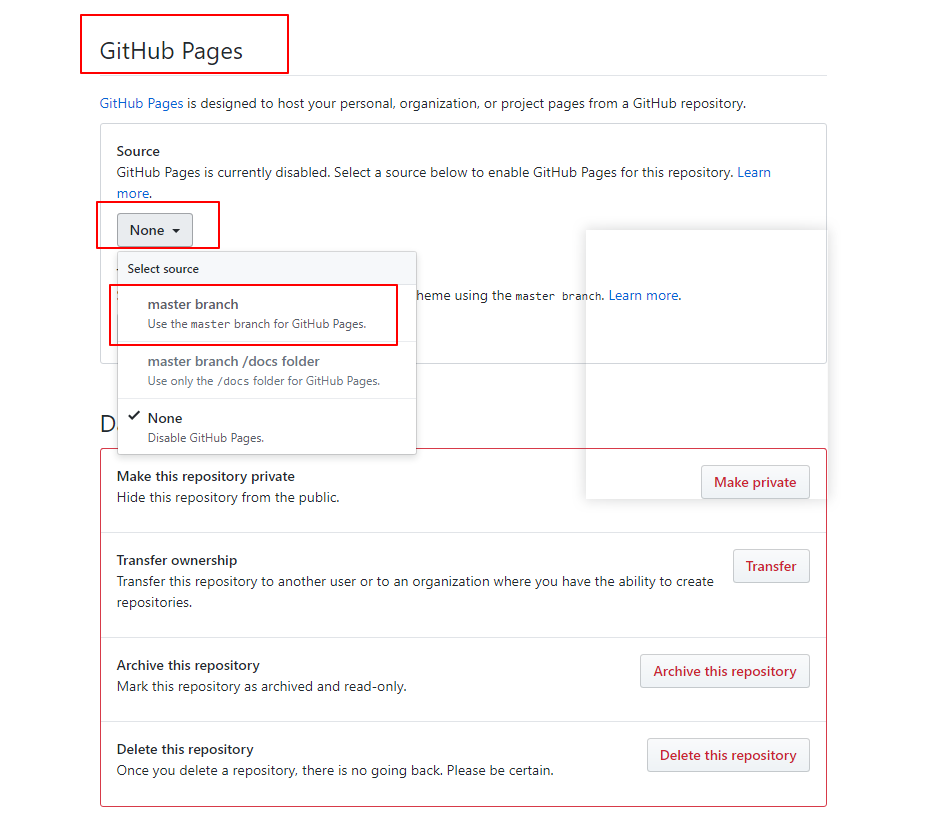 GitHub Pages
GitHub Pages is designed to host your personal, organization, or project pages from a GitHub repository.
Source
GitHub Pages is currently disabled. Select a source below to enable GitHub Pages for this repository. Learn
more.
None
Select source
master branch
Use the master branch for GitHub Pages.
heme using the master branch. Learn more.
master branch /docs folder
Use only the /docs folder for GitHub Pages.
None
Disable GitHub Pages.
D
Make this repository private
Hide this repository from the public.
Make private
Transfer ownership
Transfer this repository to another user or to an organization where you have the ability to create
repositories.
Transfer
Archive this repository
Mark this repository as archived and read-only.
Archive this repository
Delete this repository
Once you delete a repository, there is no going back. Please be certain.
Delete this repository